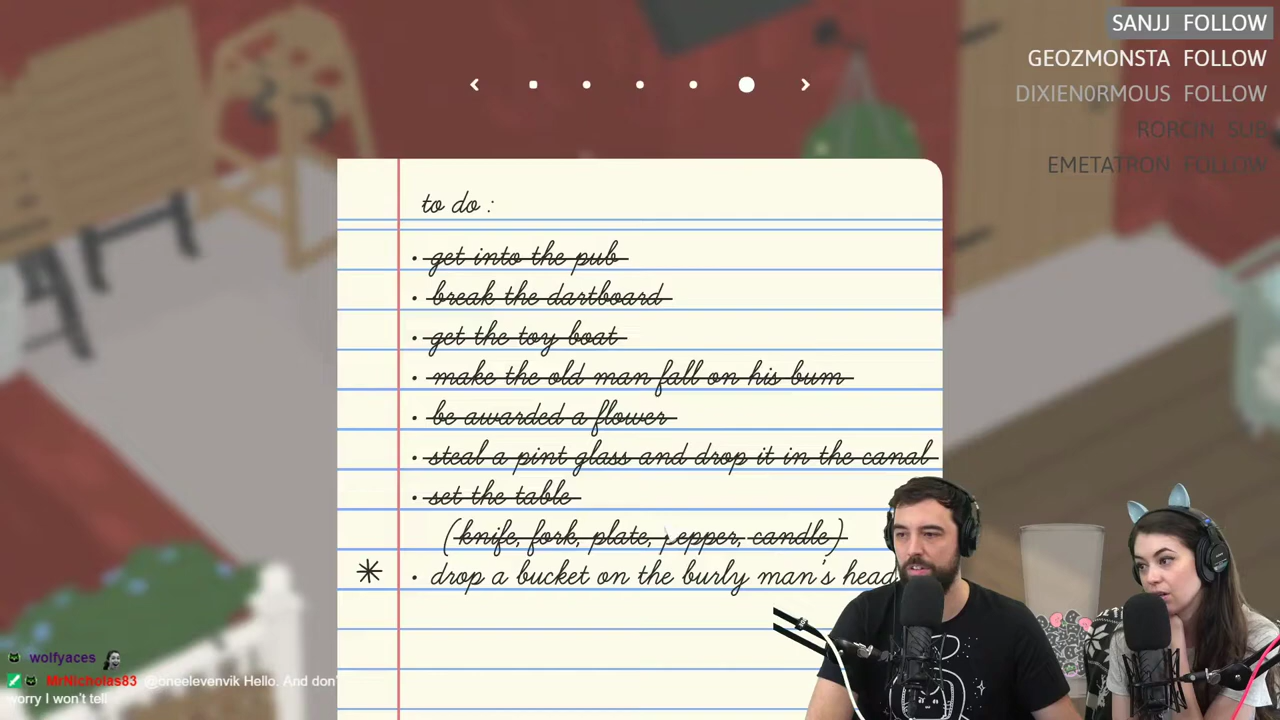 SANJJ FOLLOW
GEOZMONSTA FOLLOW
DIXIEN0RMOUS FOLLOW
RORCIN SUB
EMETATRON FOLLOW
to do :
• get into the pub
• break the dartboard
• get the toy boat
• make the old man fall on his bum
• be awarded a flower
• steal a pint glass and drop it in the canal
• set the table
(knife, fork, plate, pepper, candle)
• drop a bucket on the burly man's head
wolfyaces
MrNicholas83 @oneelevenvik Hello. And don'
worry I won't tell